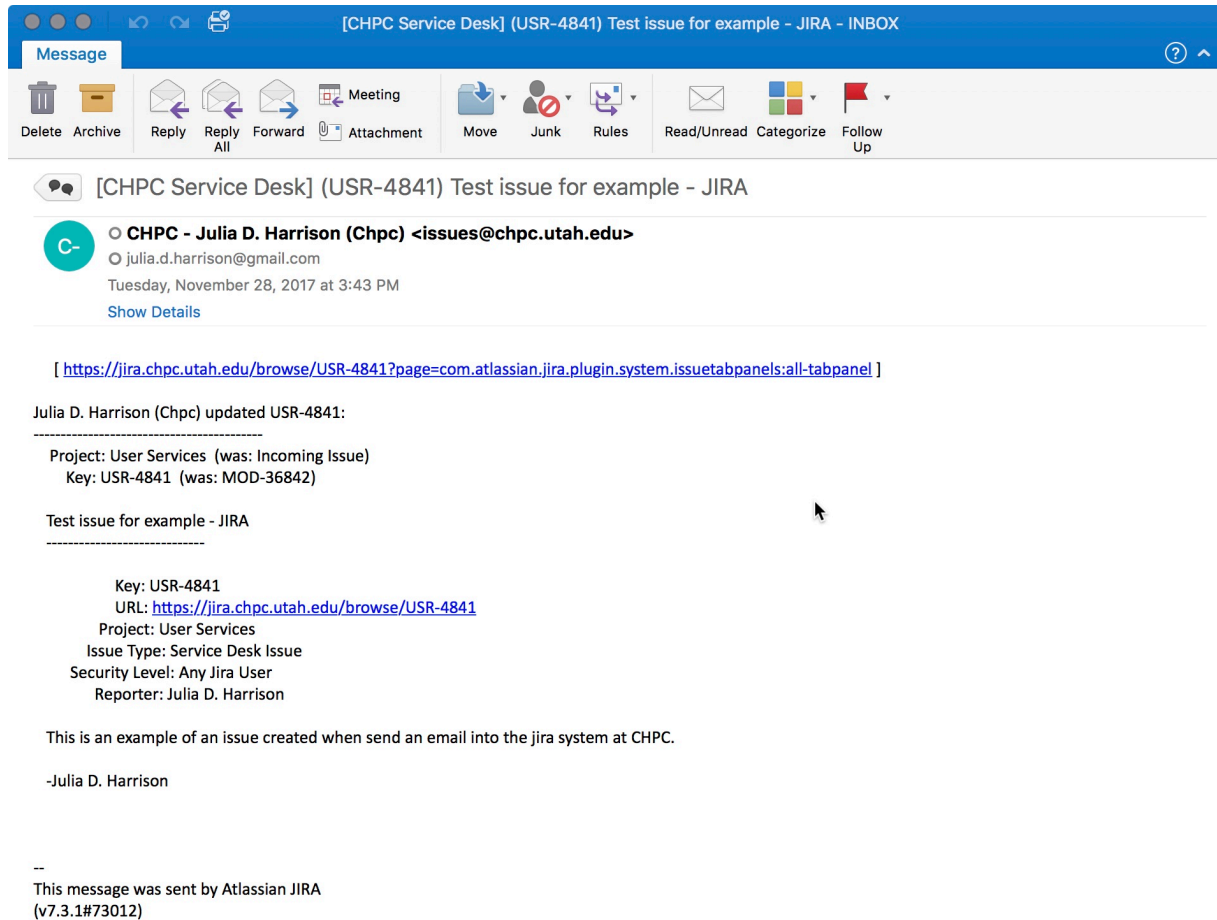 [CHPC Service Desk] (USR-4841) Test issue for example - JIRA - INBOX
Message
?
Delete Archive Reply Reply All Forward Meeting Attachment Move Junk Rules Read/Unread Categorize Follow Up
[CHPC Service Desk] (USR-4841) Test issue for example - JIRA
C-
CHPC - Julia D. Harrison (Chpc) <issues@chpc.utah.edu>
julia.d.harrison@gmail.com
Tuesday, November 28, 2017 at 3:43 PM
Show Details
[ https://jira.chpc.utah.edu/browse/USR-4841?page=com.atlassian.jira.plugin.system.issuetabpanels:all-tabpanel ]
Julia D. Harrison (Chpc) updated USR-4841:
------------------------------------------
Project: User Services (was: Incoming Issue)
Key: USR-4841 (was: MOD-36842)
Test issue for example - JIRA
-----------------------------
Key: USR-4841
URL: https://jira.chpc.utah.edu/browse/USR-4841
Project: User Services
Issue Type: Service Desk Issue
Security Level: Any Jira User
Reporter: Julia D. Harrison
This is an example of an issue created when send an email into the jira system at CHPC.
-Julia D. Harrison
--
This message was sent by Atlassian JIRA
(v7.3.1#73012)